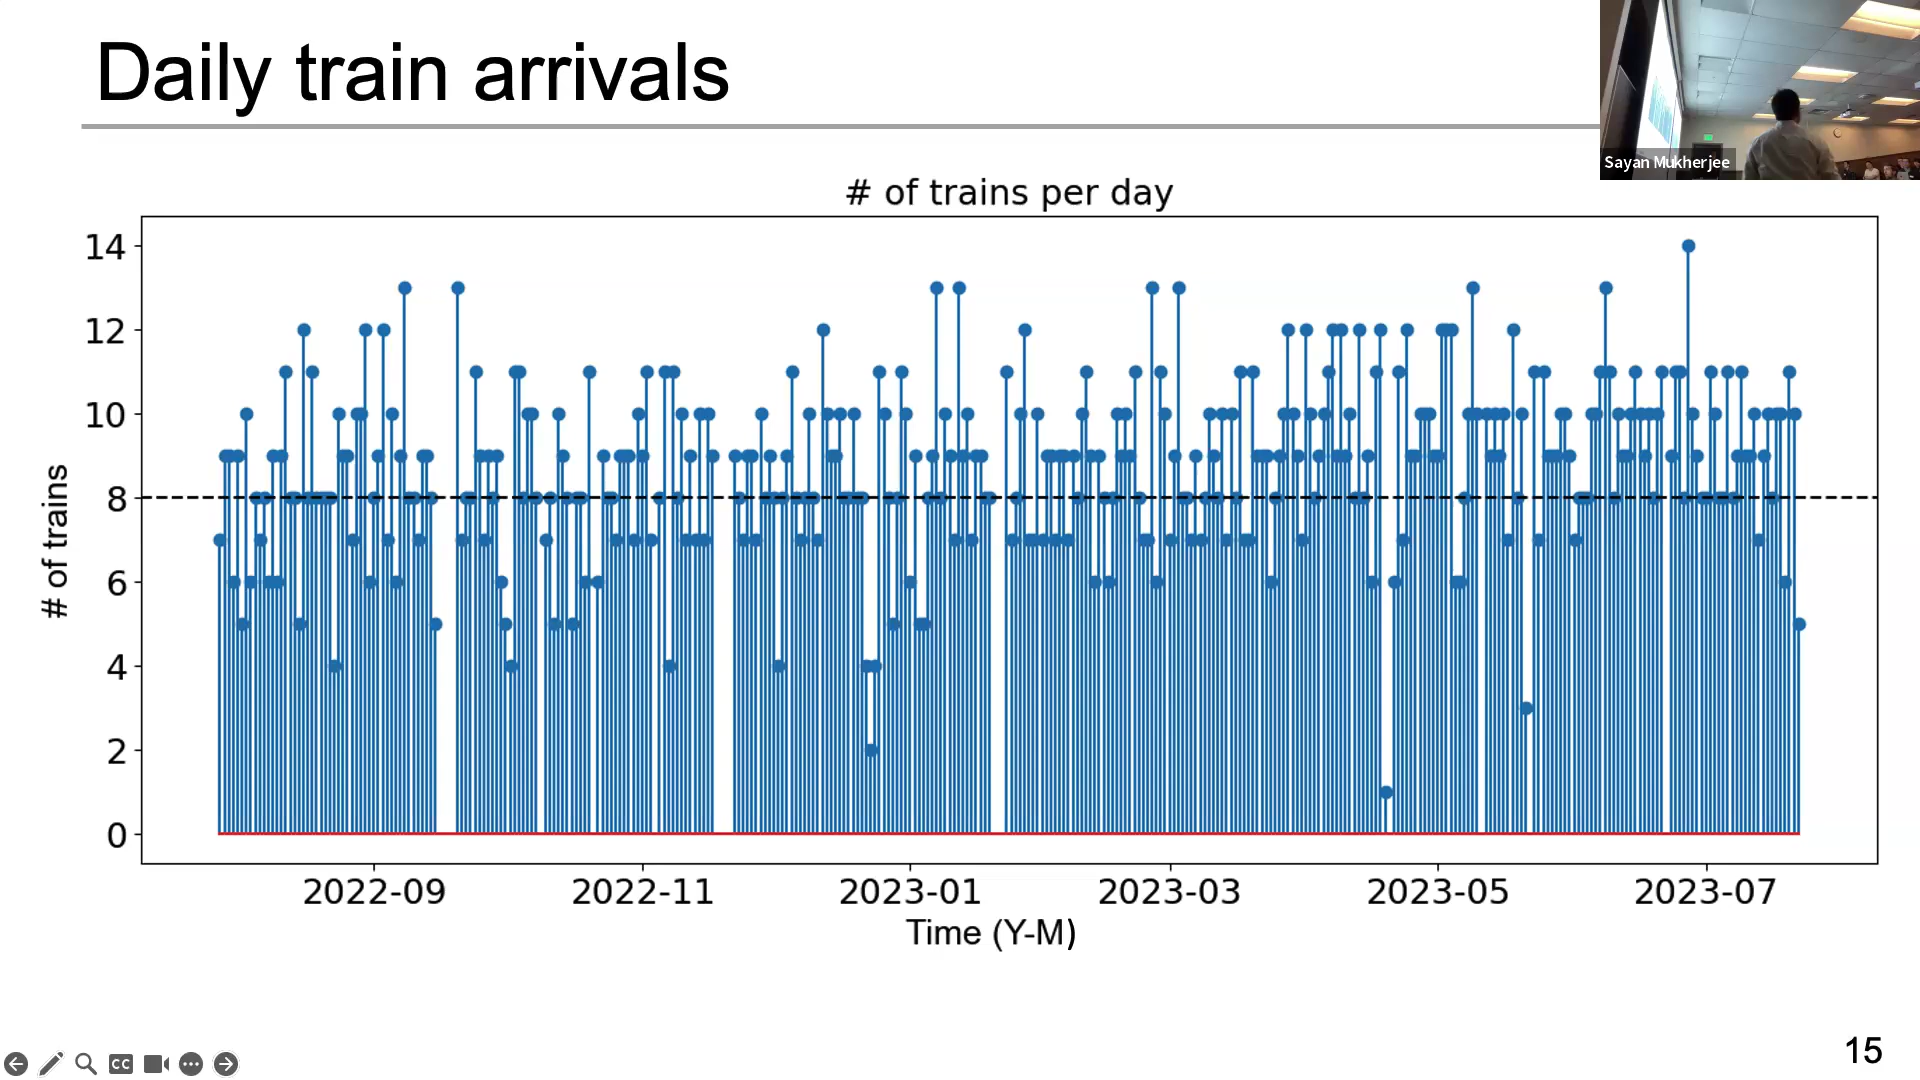 Daily train arrivals
Sayan Mukherjee
# of trains per day
# of trains
14
12
10
8
6
4
2
0
2022-09 2022-11 2023-01 2023-03 2023-05 2023-07
Time (Y-M)
CC
15